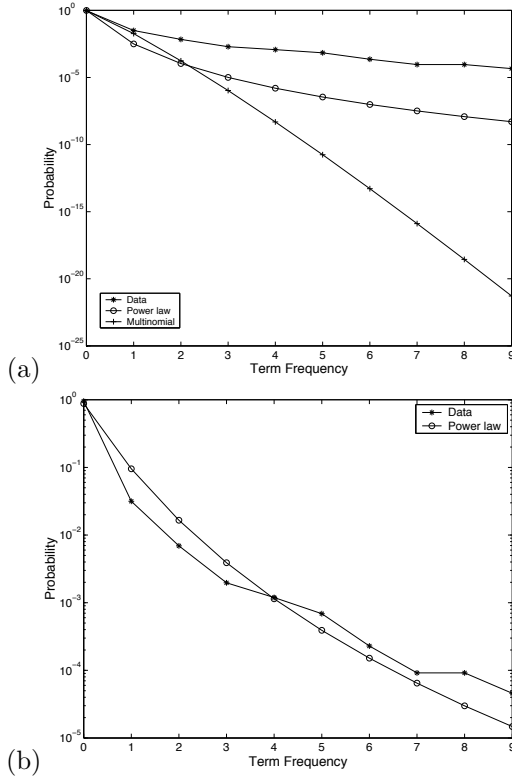 10^0
10^−5
10^−10
10^−15
10^−20
10^−25
Probability
Data
Power law
Multinomial
0 1 2 3 4 5 6 7 8 9
Term Frequency
(a)
10^0
10^−1
10^−2
10^−3
10^−4
10^−5
Probability
Data
Power law
0 1 2 3 4 5 6 7 8 9
Term Frequency
(b)